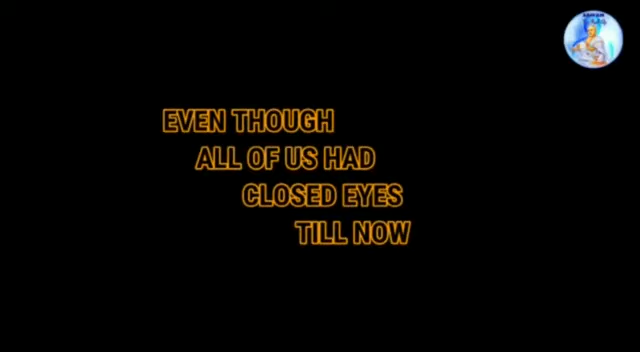 EVEN THOUGH
ALL OF US HAD
CLOSED EYES
TILL NOW